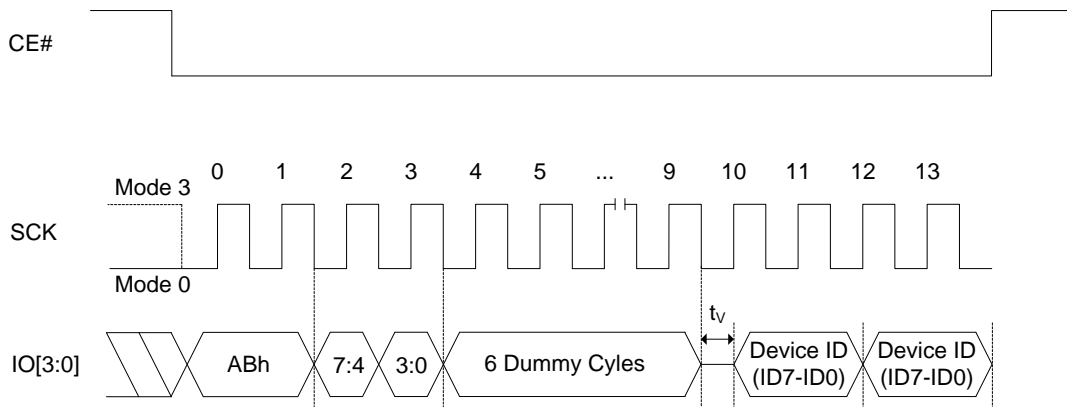 CE#
0 1 2 3 4 5 ... 9 10 11 12 13
Mode 3
SCK
Mode 0
tV
IO[3:0]
ABh
7:4
3:0
6 Dummy Cyles
Device ID
(ID7-ID0)
Device ID
(ID7-ID0)